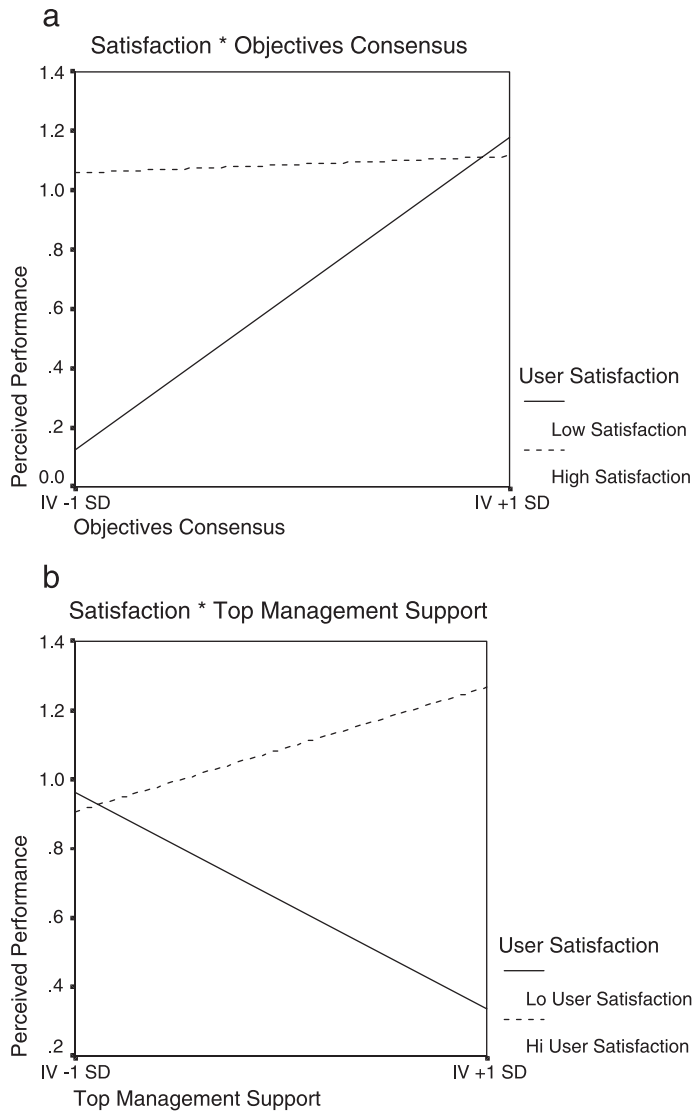 a
Satisfaction * Objectives Consensus
1.4
1.2
1.0
.8
.6
.4
.2
0.0
Perceived Performance
IV -1 SD
IV +1 SD
Objectives Consensus
User Satisfaction
Low Satisfaction
High Satisfaction
b
Satisfaction * Top Management Support
1.4
1.2
1.0
.8
.6
.4
.2
Perceived Performance
IV -1 SD
IV +1 SD
Top Management Support
User Satisfaction
Lo User Satisfaction
Hi User Satisfaction